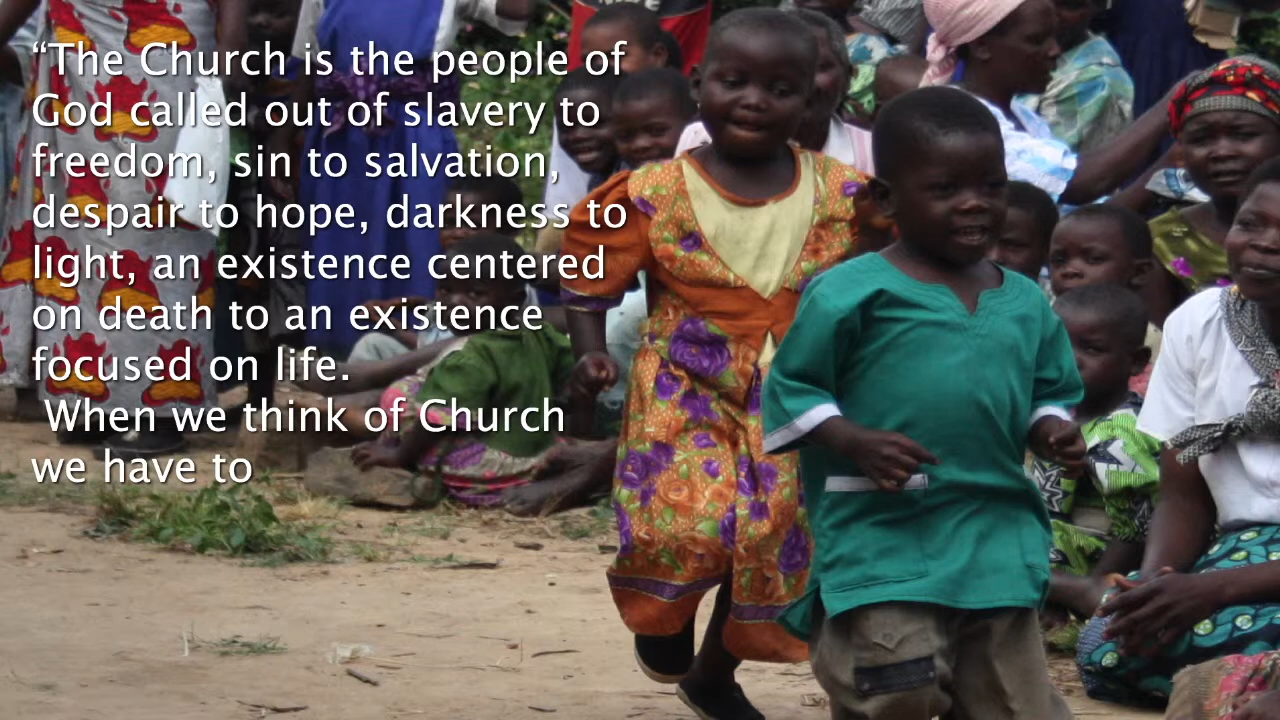 “The Church is the people of
God called out of slavery to
freedom, sin to salvation,
despair to hope, darkness to
light, an existence centered
on death to an existence
focused on life.
When we think of Church
we have to